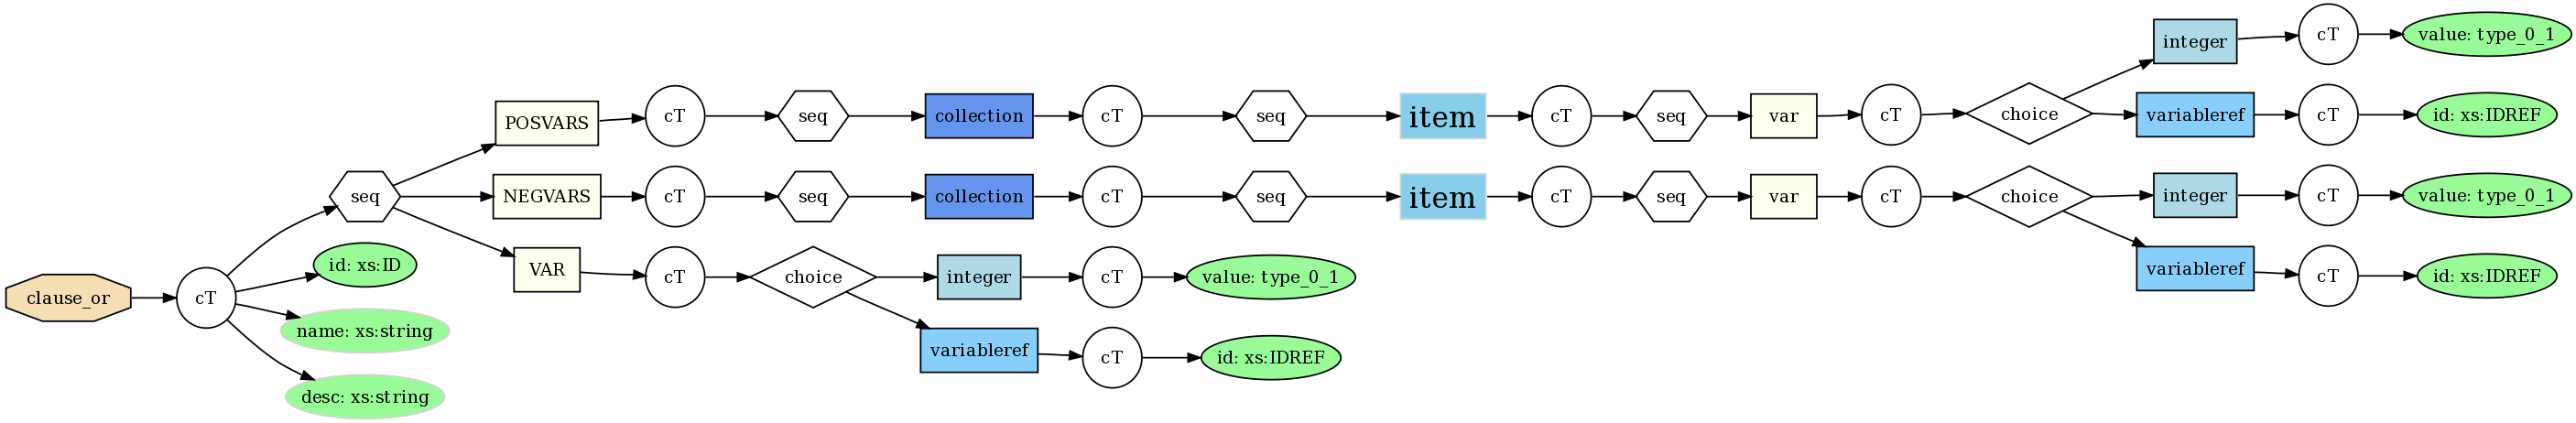 clause_or
cT
seq
id: xs:ID
name: xs:string
desc: xs:string
POSVARS
cT
seq
collection
cT
seq
item
cT
seq
var
cT
choice
integer
cT
value: type_0_1
variableref
cT
id: xs:IDREF
NEGVARS
cT
seq
collection
cT
seq
item
cT
seq
var
cT
choice
integer
cT
value: type_0_1
variableref
cT
id: xs:IDREF
VAR
cT
choice
integer
cT
value: type_0_1
variableref
cT
id: xs:IDREF